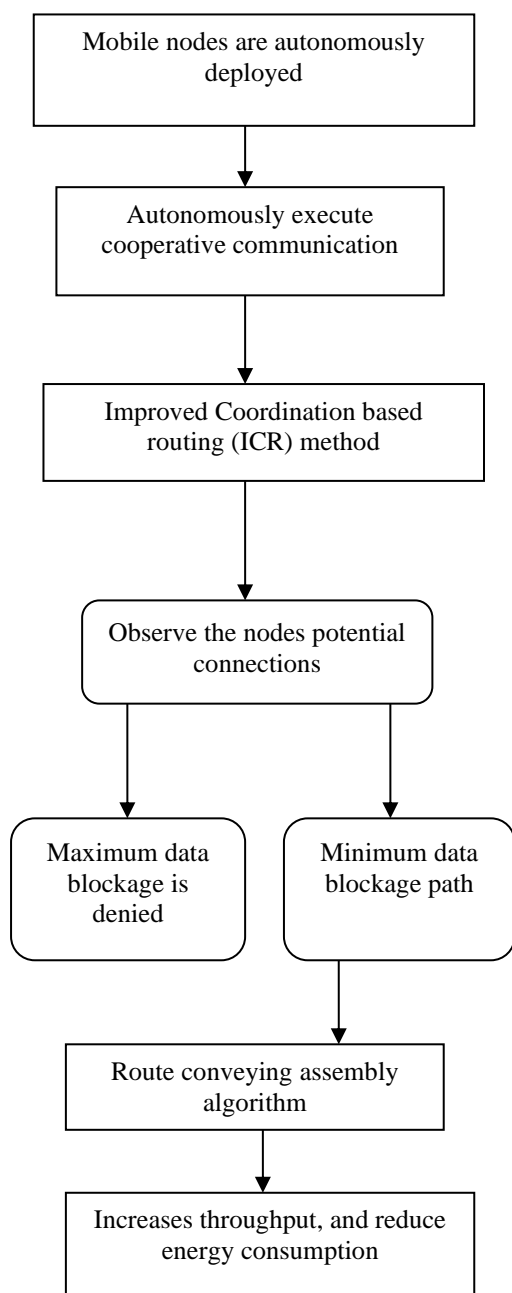 Mobile nodes are autonomously
deployed
Autonomously execute
cooperative communication
Improved Coordination based
routing (ICR) method
Observe the nodes potential
connections
Maximum data
blockage is
denied
Minimum data
blockage path
Route conveying assembly
algorithm
Increases throughput, and reduce
energy consumption